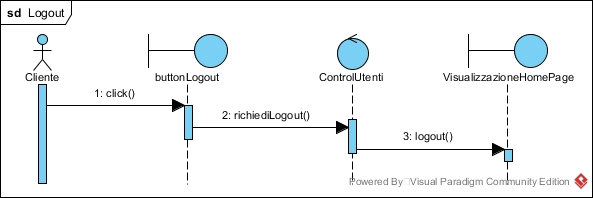 sd Logout
Cliente
buttonLogout
ControlUtenti
VisualizzazioneHomePage
1: click()
2: richiediLogout()
3: logout()
Powered By Visual Paradigm Community Edition